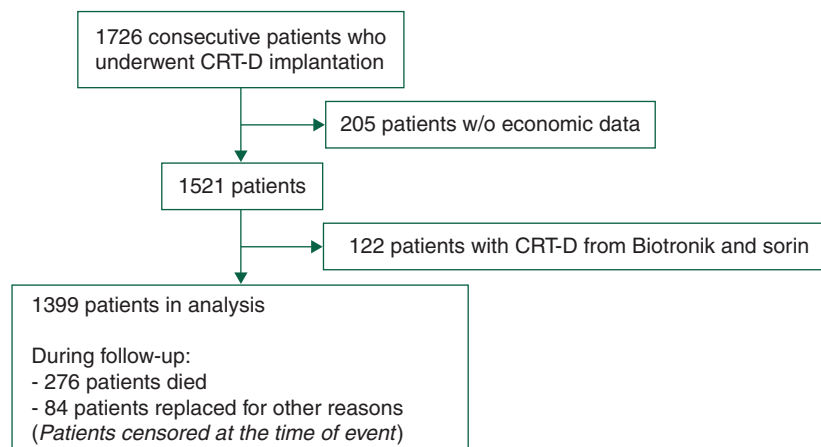 1726 consecutive patients who
underwent CRT-D implantation
205 patients w/o economic data
1521 patients
122 patients with CRT-D from Biotronik and sorin
1399 patients in analysis
During follow-up:
- 276 patients died
- 84 patients replaced for other reasons
(Patients censored at the time of event)